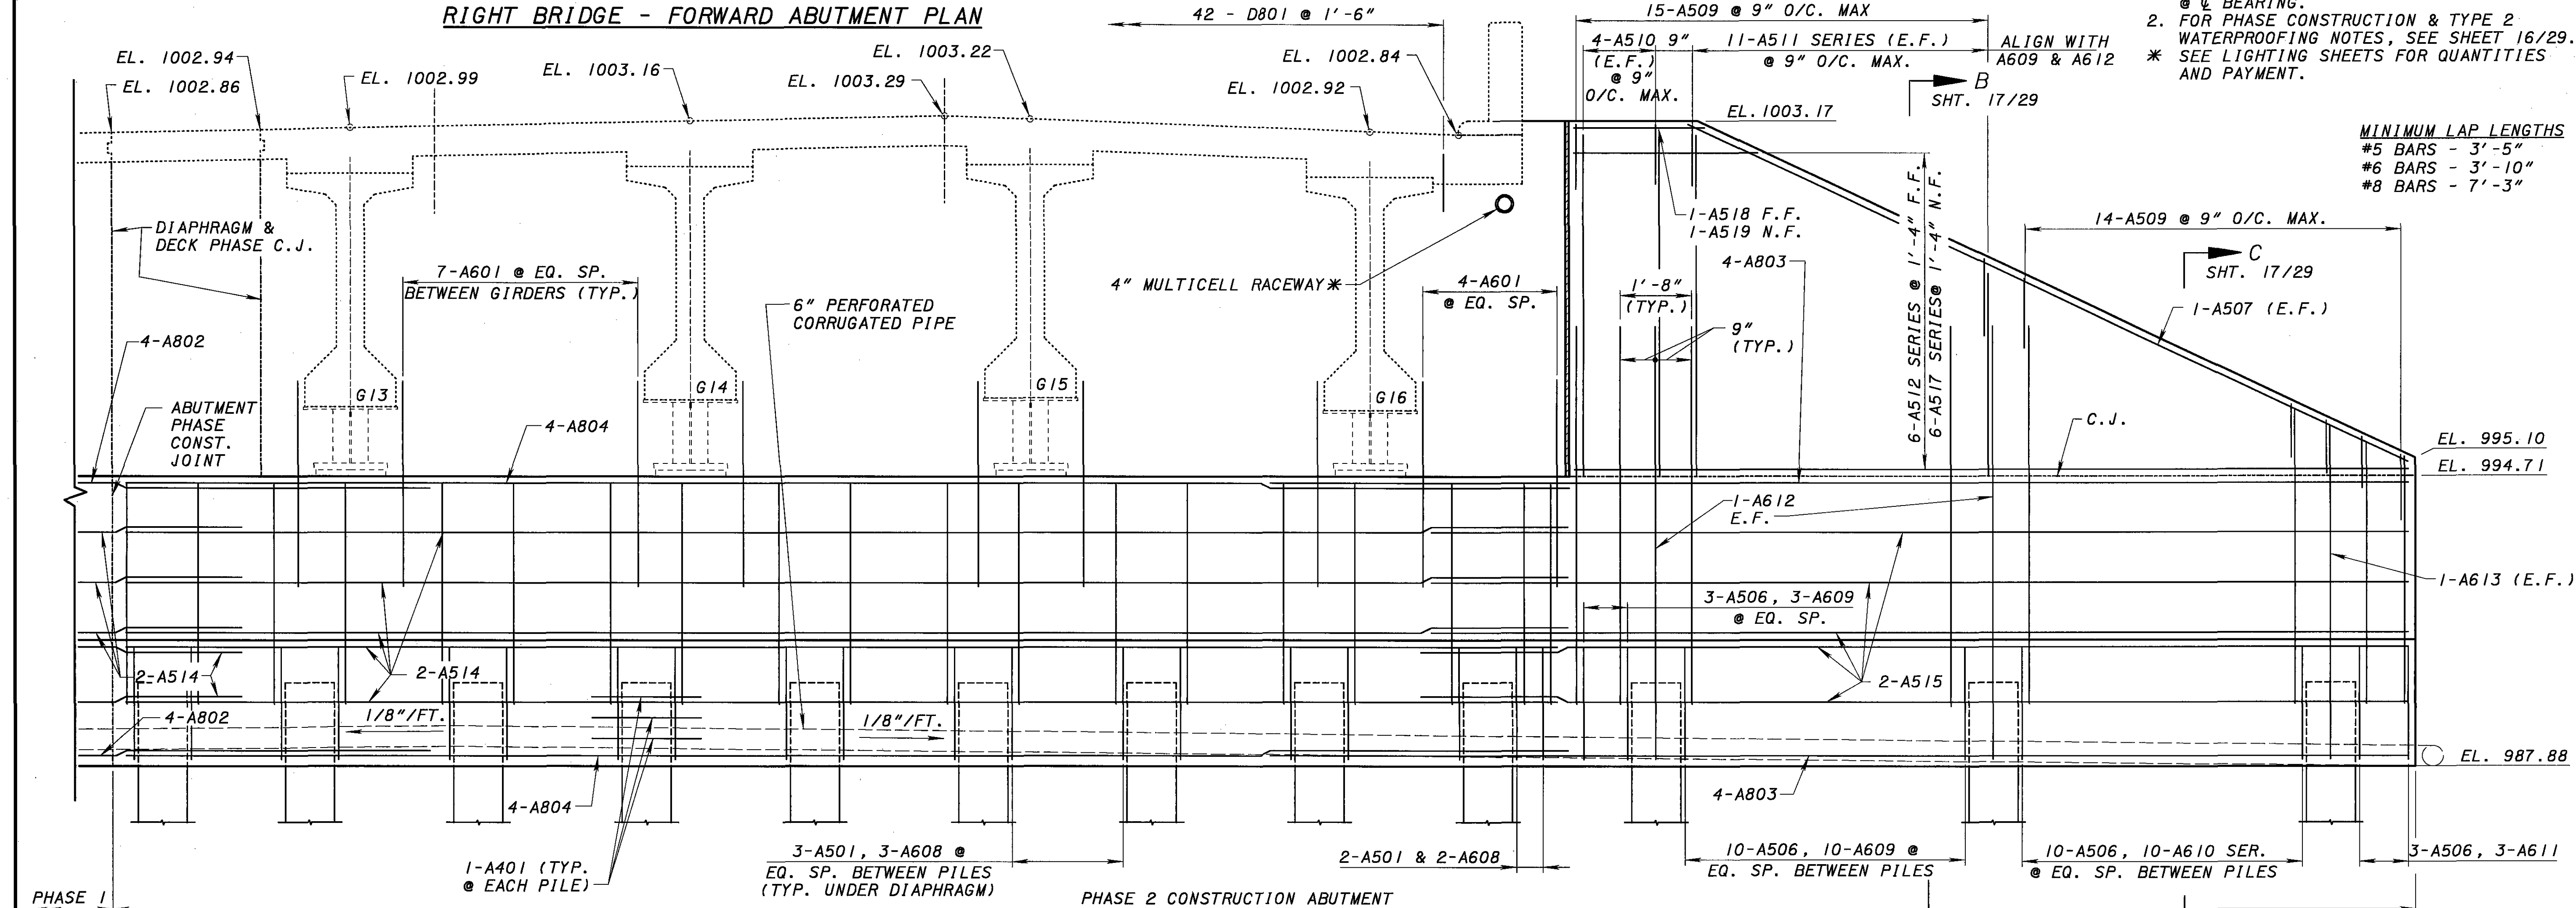 RIGHT BRIDGE - FORWARD ABUTMENT PLAN
42 - D801 @ 1'-6"
15-A509 @ 9" O/C. MAX
@ ℄ BEARING.
2. FOR PHASE CONSTRUCTION & TYPE 2
WATERPROOFING NOTES, SEE SHEET 16/29.
* SEE LIGHTING SHEETS FOR QUANTITIES
AND PAYMENT.
4-A510
(E.F.)
@ 9"
O/C. MAX.
9"
11-A511 SERIES (E.F.)
@ 9" O/C. MAX.
ALIGN WITH
A609 & A612
B
SHT. 17/29
EL. 1002.94
EL. 1002.86
EL. 1002.99
EL. 1003.16
EL. 1003.22
EL. 1003.29
EL. 1002.84
EL. 1002.92
EL. 1003.17
MINIMUM LAP LENGTHS
#5 BARS - 3'-5"
#6 BARS - 3'-10"
#8 BARS - 7'-3"
DIAPHRAGM &
DECK PHASE C.J.
7-A601 @ EQ. SP.
BETWEEN GIRDERS (TYP.)
6" PERFORATED
CORRUGATED PIPE
4" MULTICELL RACEWAY*
4-A601
@ EQ. SP.
1-A518 F.F.
1-A519 N.F.
4-A803
1'-8"
(TYP.)
9"
(TYP.)
6-A512 SERIES @ 1'-4" F.F.
6-A517 SERIES@ 1'-4" N.F.
14-A509 @ 9" O/C. MAX.
C
SHT. 17/29
1-A507 (E.F.)
C.J.
EL. 995.10
EL. 994.71
4-A802
ABUTMENT
PHASE
CONST.
JOINT
G13
G14
G15
G16
4-A804
1-A612
E.F.
1-A613 (E.F.)
3-A506, 3-A609
@ EQ. SP.
2-A514
2-A514
2-A515
4-A802
1/8"/FT.
1/8"/FT.
4-A804
4-A803
EL. 987.88
1-A401 (TYP.
@ EACH PILE)
3-A501, 3-A608 @
EQ. SP. BETWEEN PILES
(TYP. UNDER DIAPHRAGM)
2-A501 & 2-A608
10-A506, 10-A609 @
EQ. SP. BETWEEN PILES
10-A506, 10-A610 SER.
@ EQ. SP. BETWEEN PILES
3-A506, 3-A611
PHASE 1
PHASE 2 CONSTRUCTION ABUTMENT